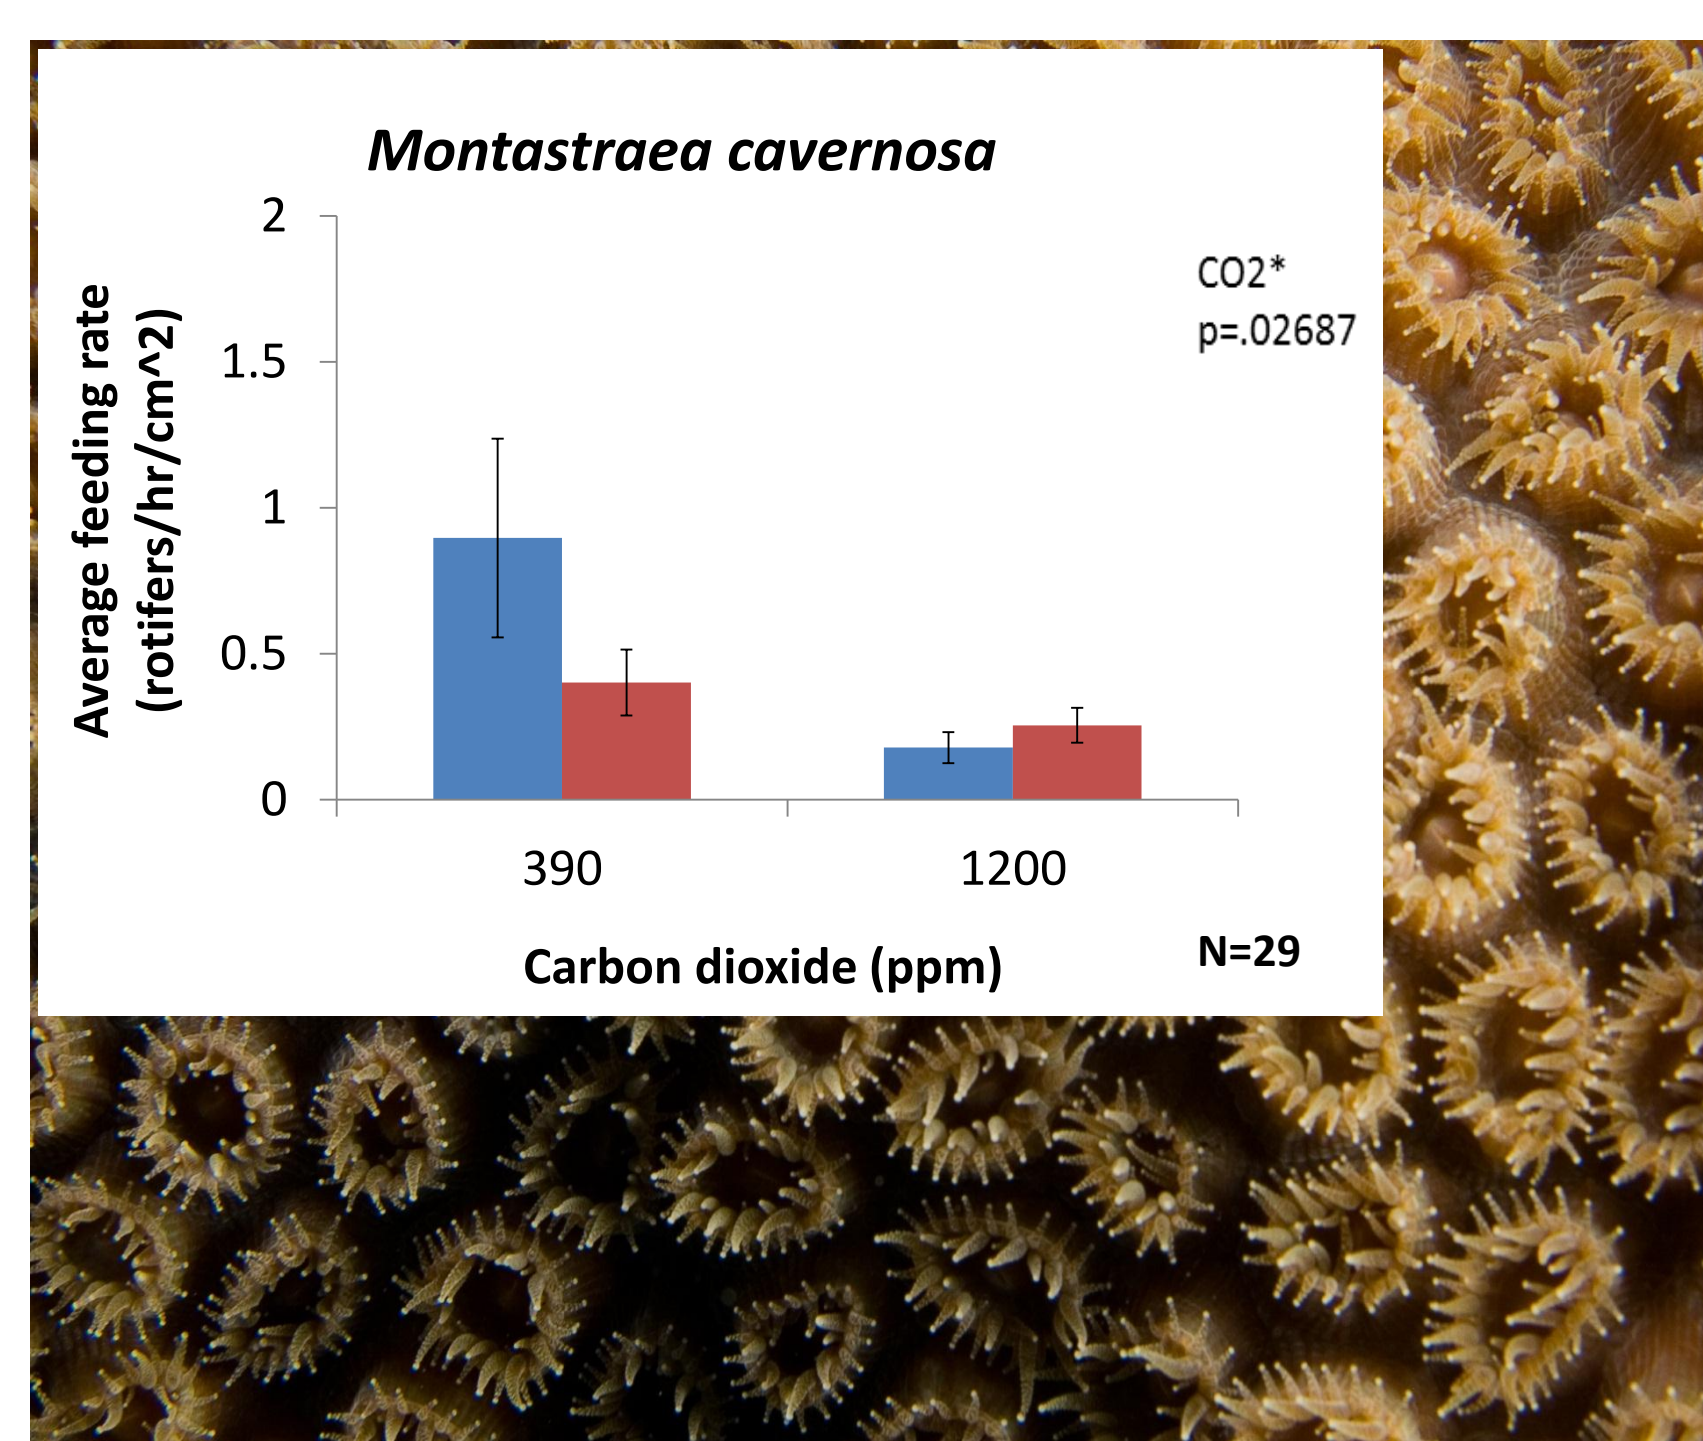 Montastraea cavernosa
Average feeding rate
(rotifers/hr/cm^2)
2
1.5
1
0.5
0
CO2*
p=.02687
390
1200
Carbon dioxide (ppm)
N=29